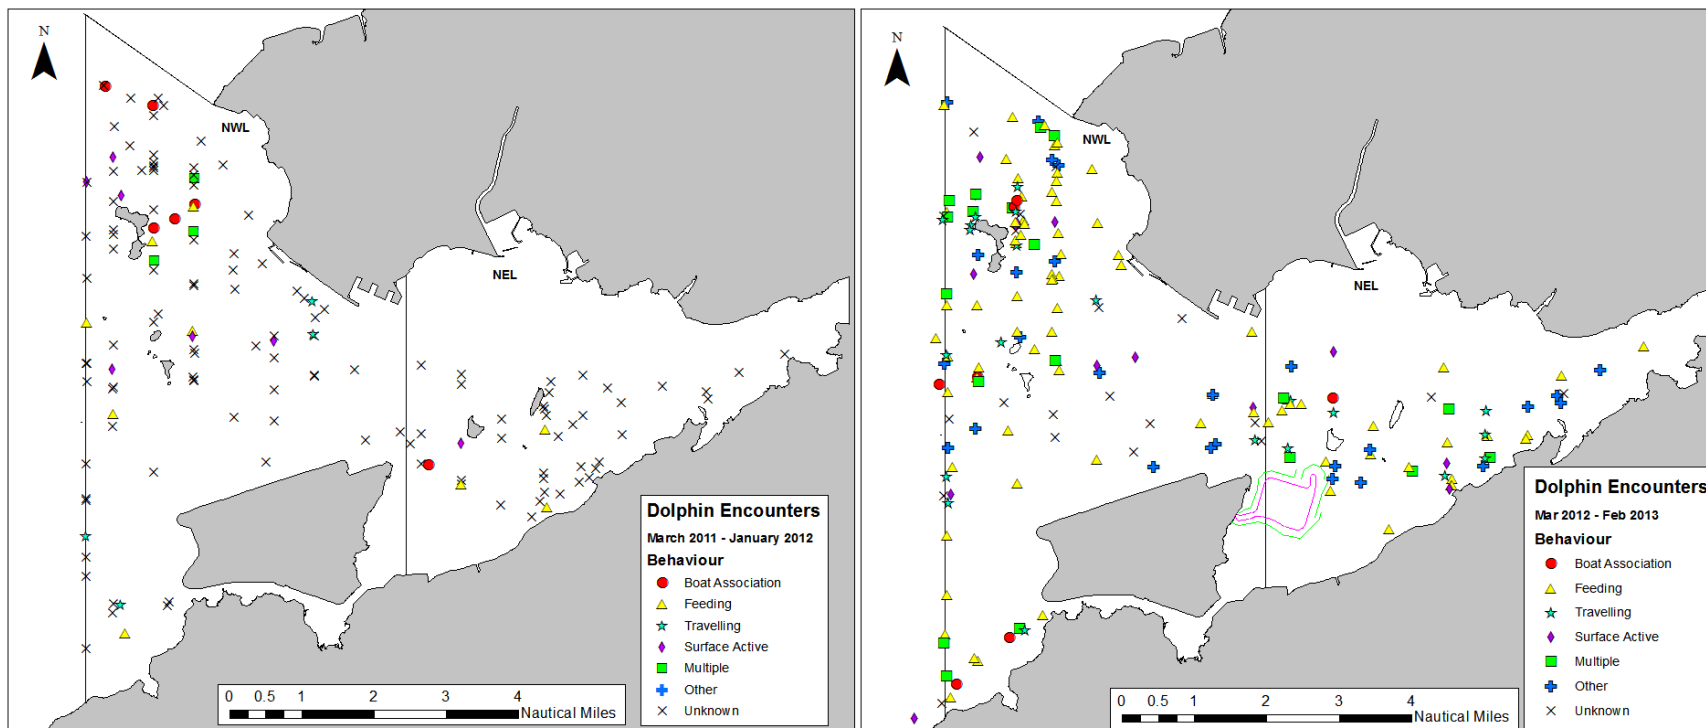 N
NWL
NEL
Dolphin Encounters
March 2011 - January 2012
Behaviour
Boat Association
Feeding
Travelling
Surface Active
Multiple
Other
Unknown
0 0.5 1 2 3 4
Nautical Miles
N
NWL
NEL
Dolphin Encounters
Mar 2012 - Feb 2013
Behaviour
Boat Association
Feeding
Travelling
Surface Active
Multiple
Other
Unknown
0 0.5 1 2 3 4
Nautical Miles